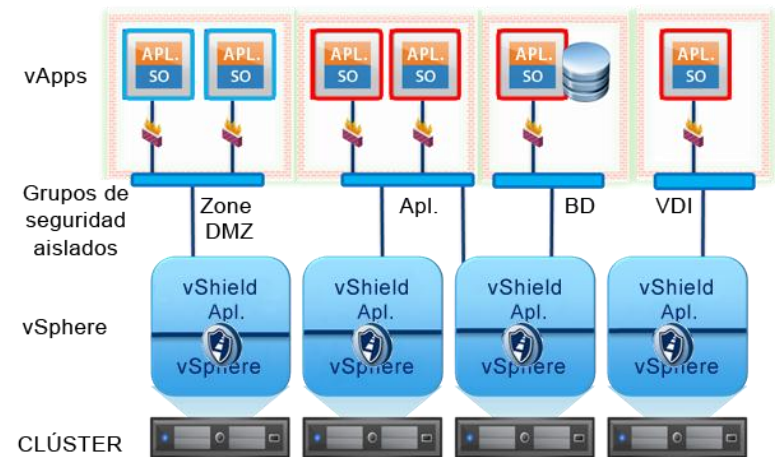 vApps
APL.
SO
APL.
SO
APL.
SO
APL.
SO
APL.
SO
APL.
SO
Grupos de
seguridad
aislados
Zone
DMZ
Apl.
BD
VDI
vSphere
vShield
Apl.
vSphere
vShield
Apl.
vSphere
vShield
Apl.
vSphere
vShield
Apl.
vSphere
CLÚSTER